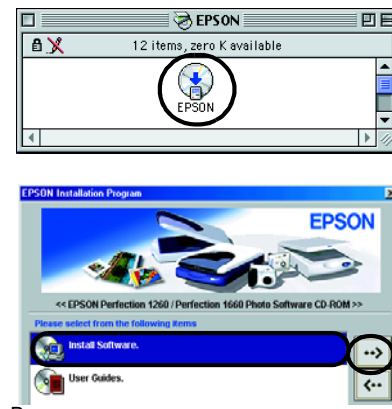 EPSON
12 items, zero K available
EPSON
EPSON Installation Program
EPSON
<< EPSON Perfection 1260 / Perfection 1660 Photo Software CD-ROM >>
Please select from the following items
Install Software.
User Guides.